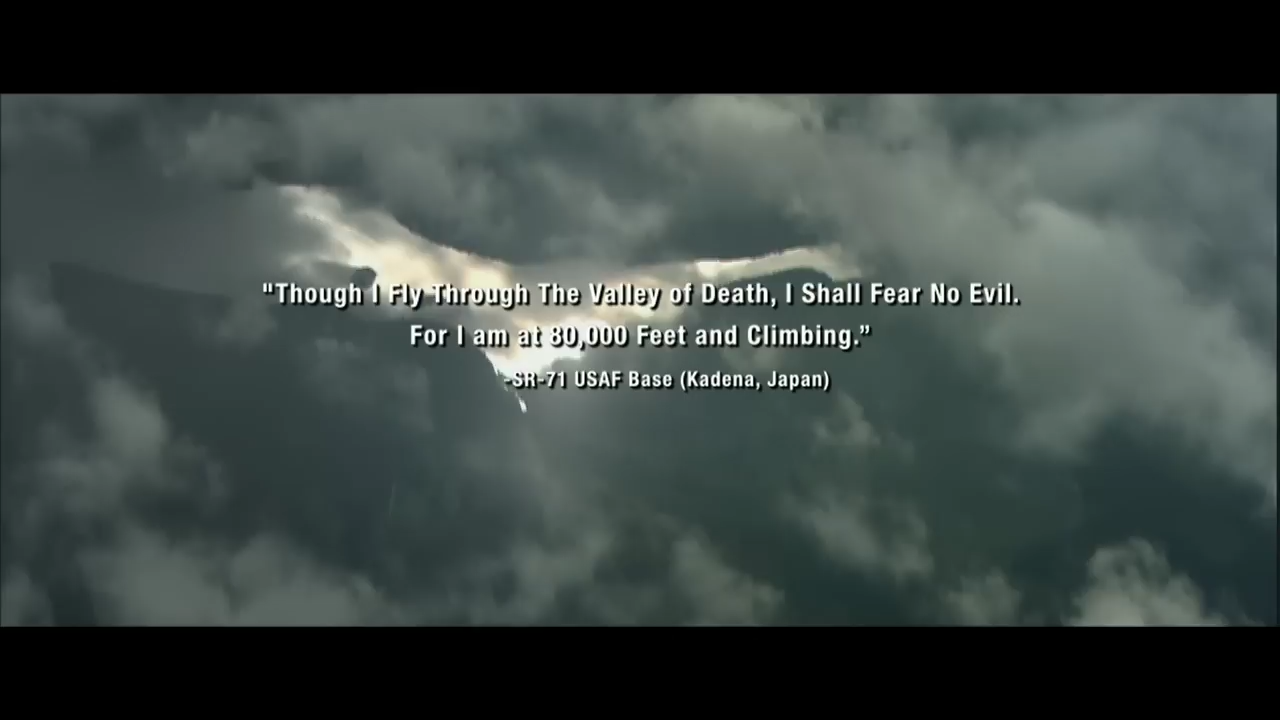 "Though I Fly Through The Valley of Death, I Shall Fear No Evil.
For I am at 80,000 Feet and Climbing.”
-SR-71 USAF Base (Kadena, Japan)